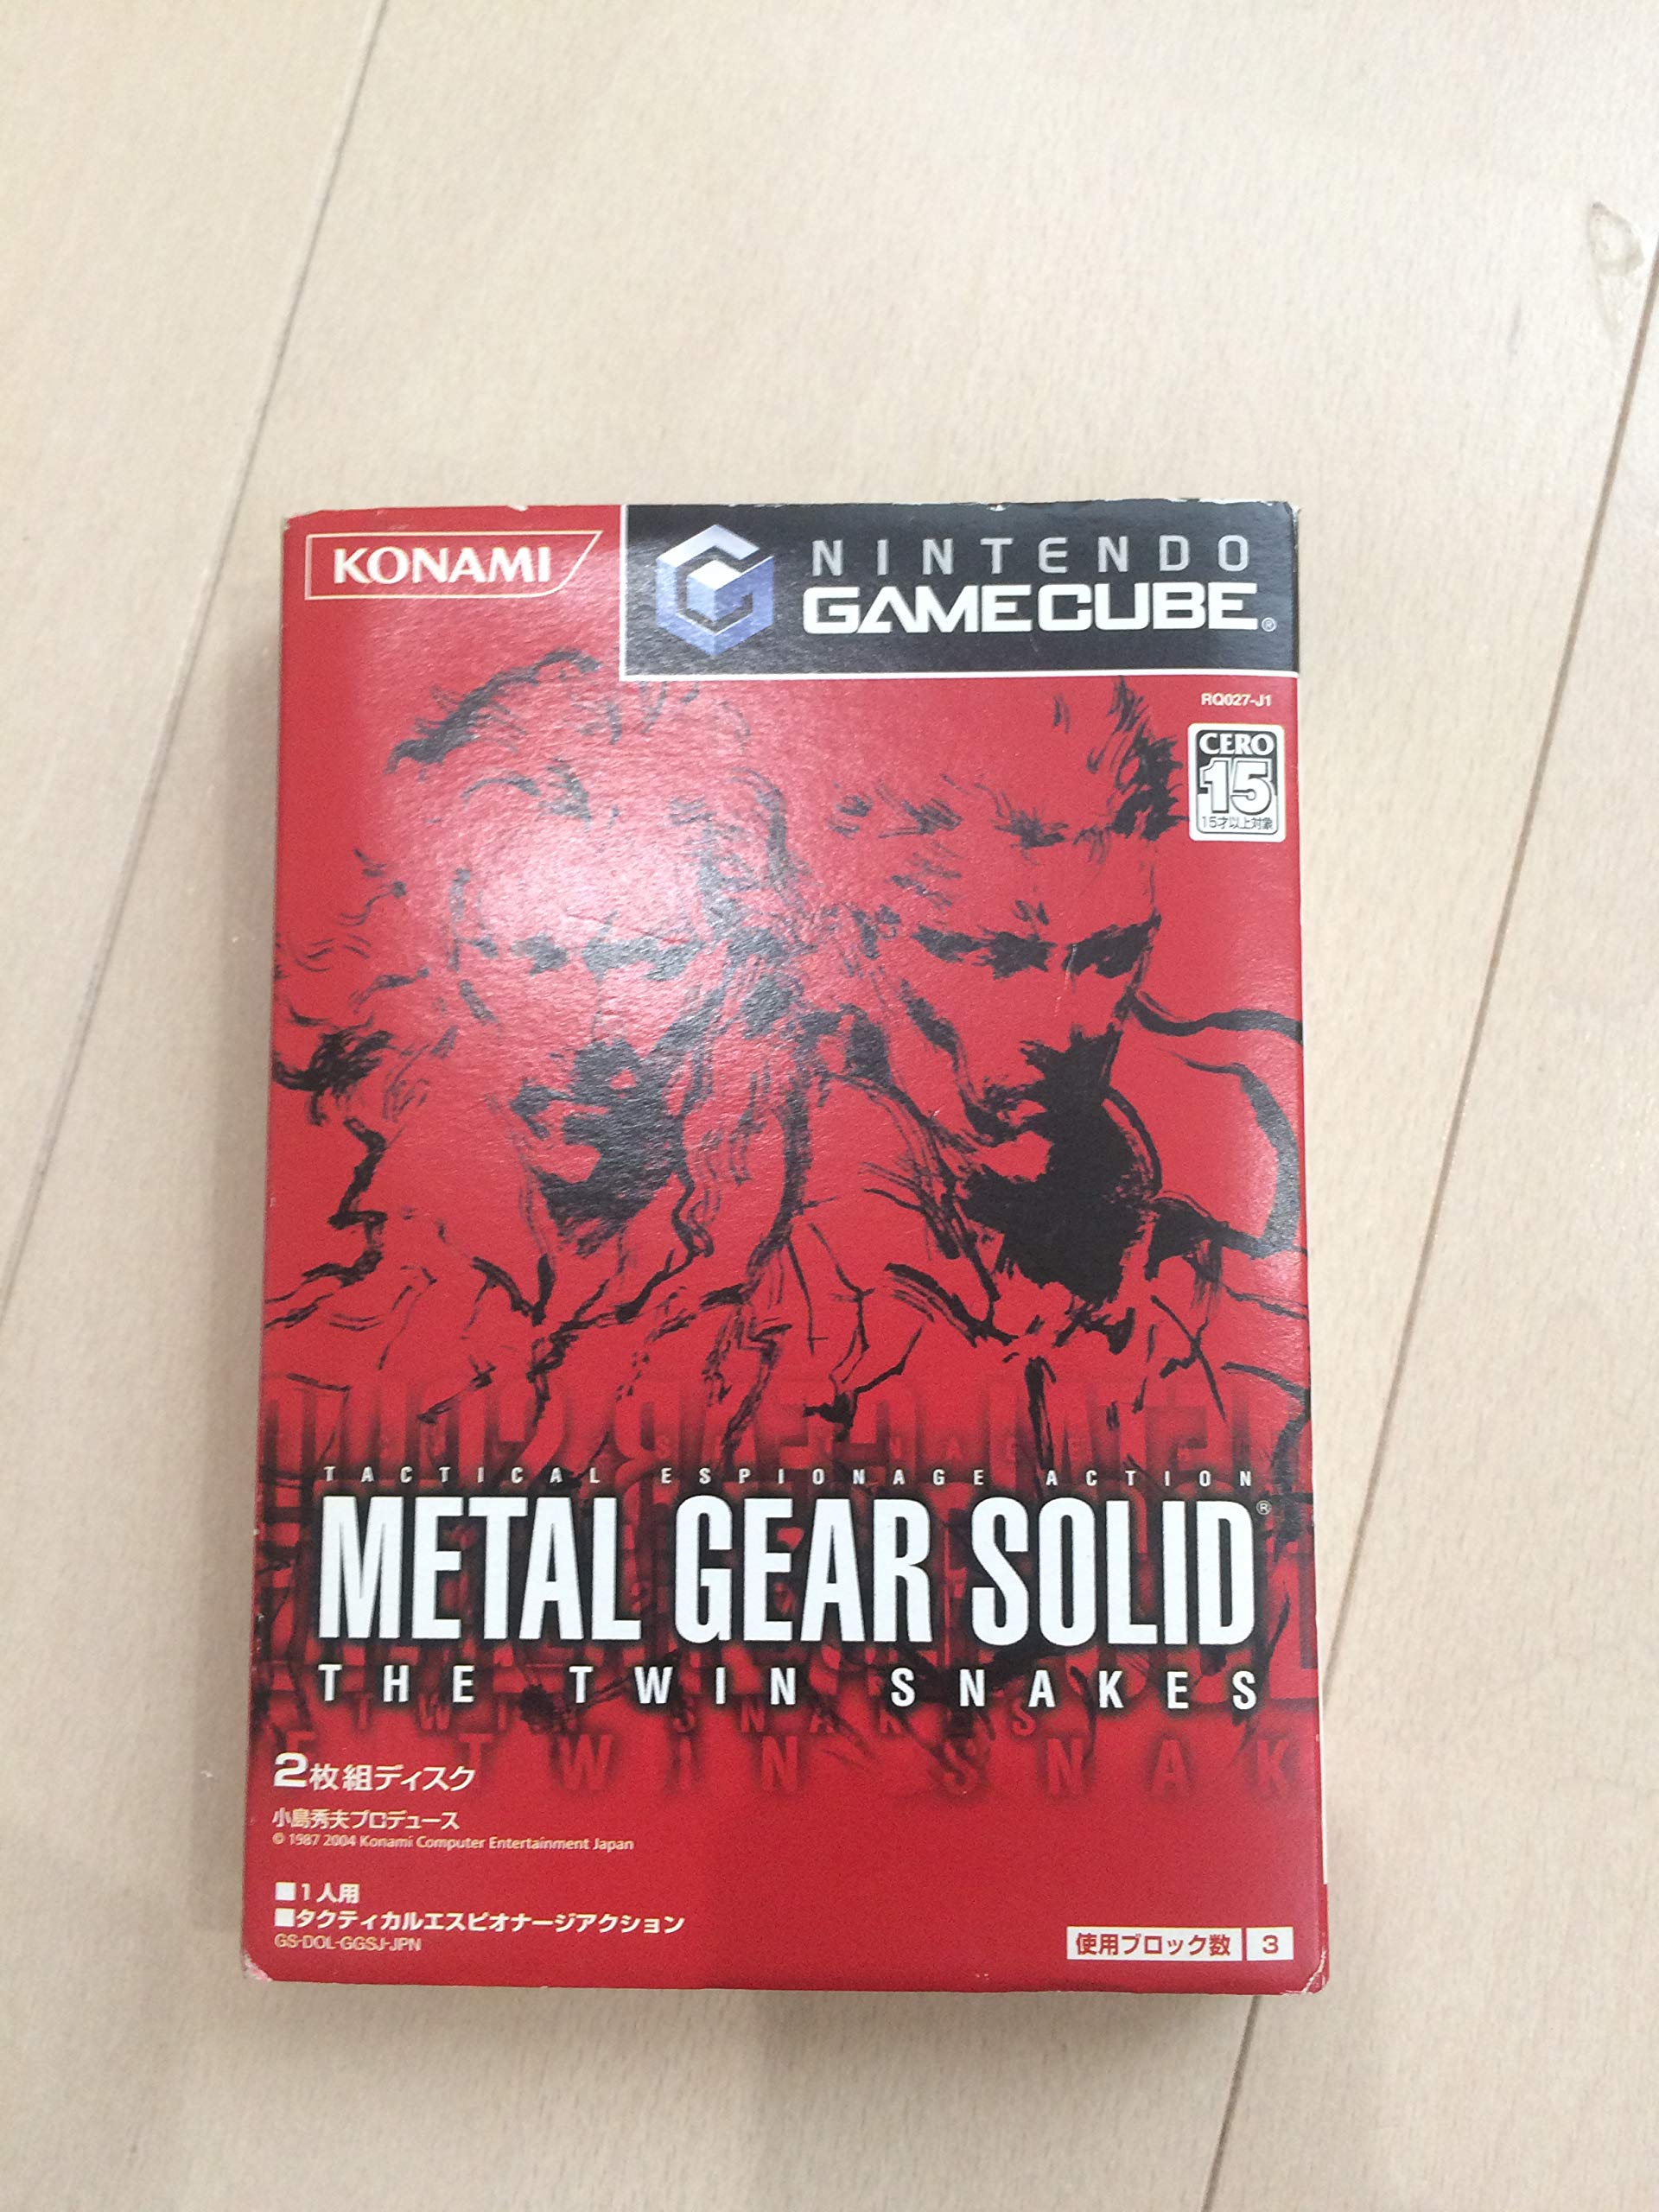 KONAMI
NINTENDO
GAMECUBE®
RQ027-J1
CERO
15
15才以上対象
TACTICAL ESPIONAGE ACTION
METAL GEAR SOLID®
THE TWIN SNAKES
2枚組ディスク
小島秀夫プロデュース
© 1987 2004 Konami Computer Entertainment Japan
■1人用
■タクティカルエスピオナージアクション
GS-DOL-GGSJ-JPN
使用ブロック数 3